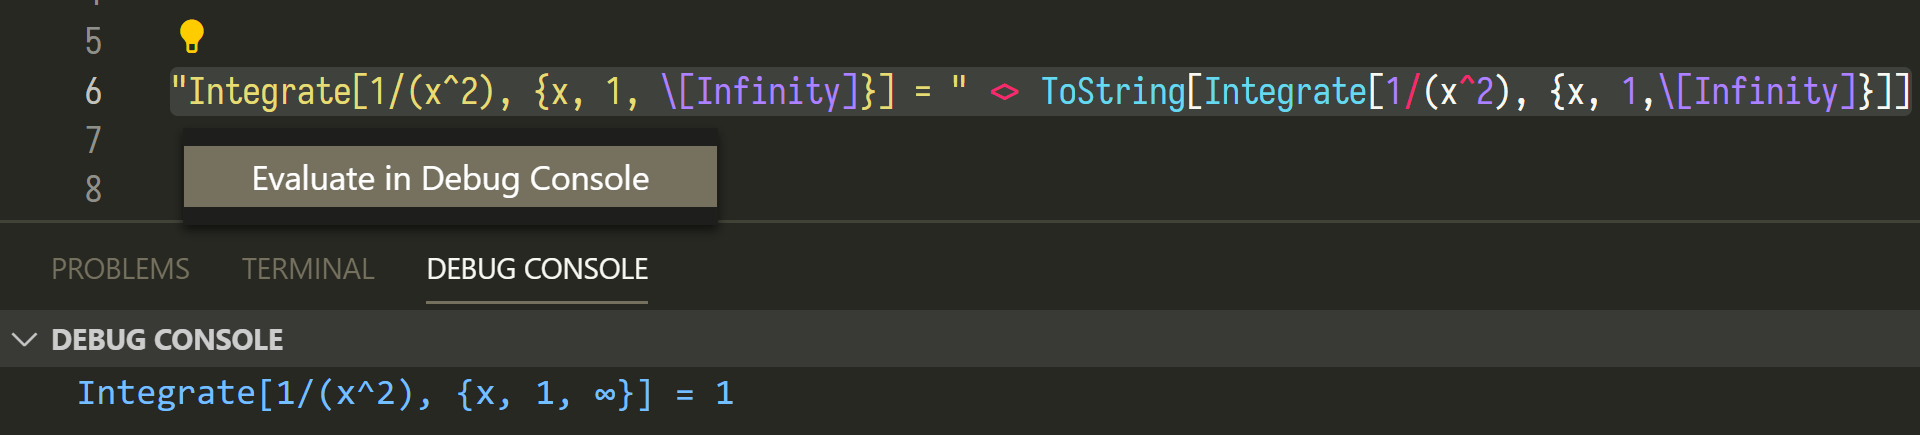 5
6 "Integrate[1/(x^2), {x, 1, \[Infinity]}] = " <> ToString[Integrate[1/(x^2), {x, 1,\[Infinity]}]]
7
Evaluate in Debug Console
8
PROBLEMS TERMINAL DEBUG CONSOLE
DEBUG CONSOLE
Integrate[1/(x^2), {x, 1, ∞}] = 1